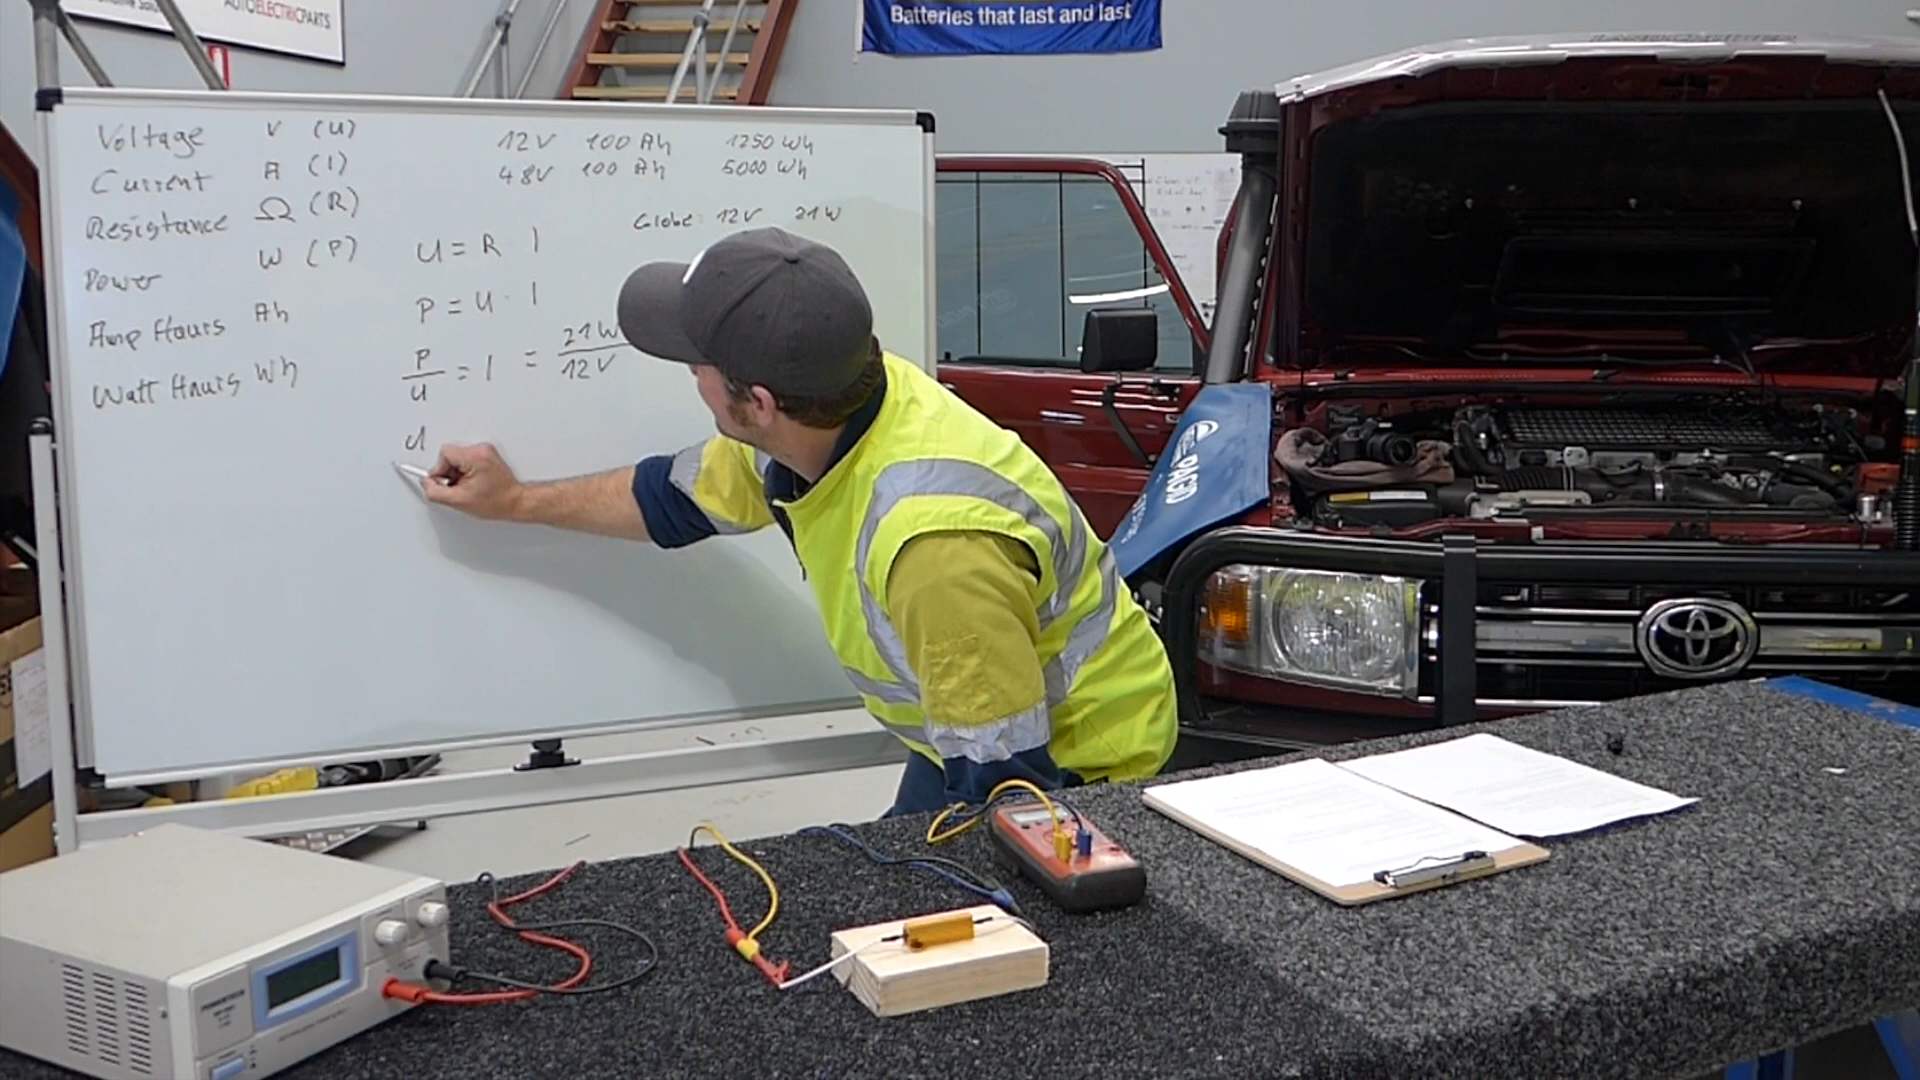 AUTOELECTRICPARTS
Batteries that last and last
Voltage V (U)
Current A (I)
Resistance Ω (R)
Power W (P)
Amp Hours Ah
Watt Hours Wh
12V 100 Ah 1250 Wh
48V 100 Ah 5000 Wh
Globe: 12V 21W
U = R I
P = U · I
P/U = I = 21W/12V
U